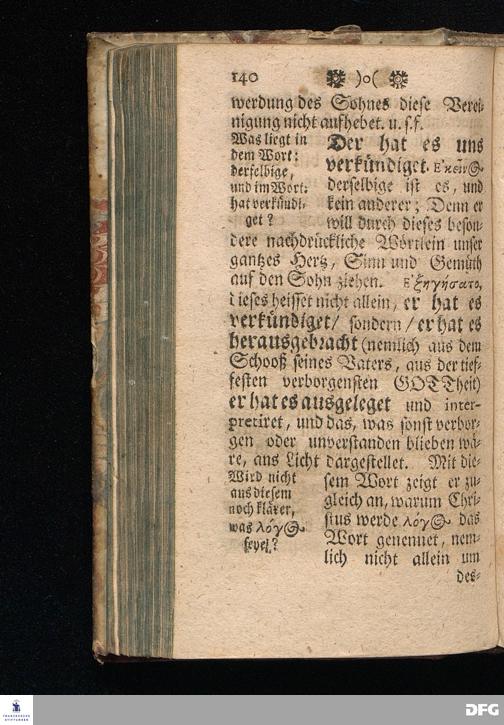 140 )o(
werdung des Sohnes diese Verei-
nigung nicht aufhebet. u. s. f.
Was liegt in
dem Wort:
derselbige,
und im Wort:
hat verkündi-
get?
Der hat es uns
verkündiget. Ἐκεῖνος
derselbige ist es, und
kein anderer; Denn er
will durch dieses beson-
dere nachdrückliche Wörtlein unser
gantzes Hertz, Sinn und Gemüth
auf den Sohn ziehen. Ἐξηγήσατο,
dieses heisset nicht allein, er hat es
verkündiget/ sondern/ er hat es
herausgebracht (nemlich aus dem
Schooß seines Vaters, aus der tief-
festen verborgensten GOTTheit)
er hat es ausgeleget und inter-
pretiret, und das, was sonst verbor-
gen oder unverstanden blieben wä-
re, ans Licht dargestellet. Mit die-
Wird nicht
aus diesem
noch klärer,
was λόγος
seye?
sem Wort zeigt er zu-
gleich an, warum Chri-
stus werde λόγος das
Wort genennet, nem-
lich nicht allein um
des-
FRANCKESCHE
STIFTUNGEN
DFG